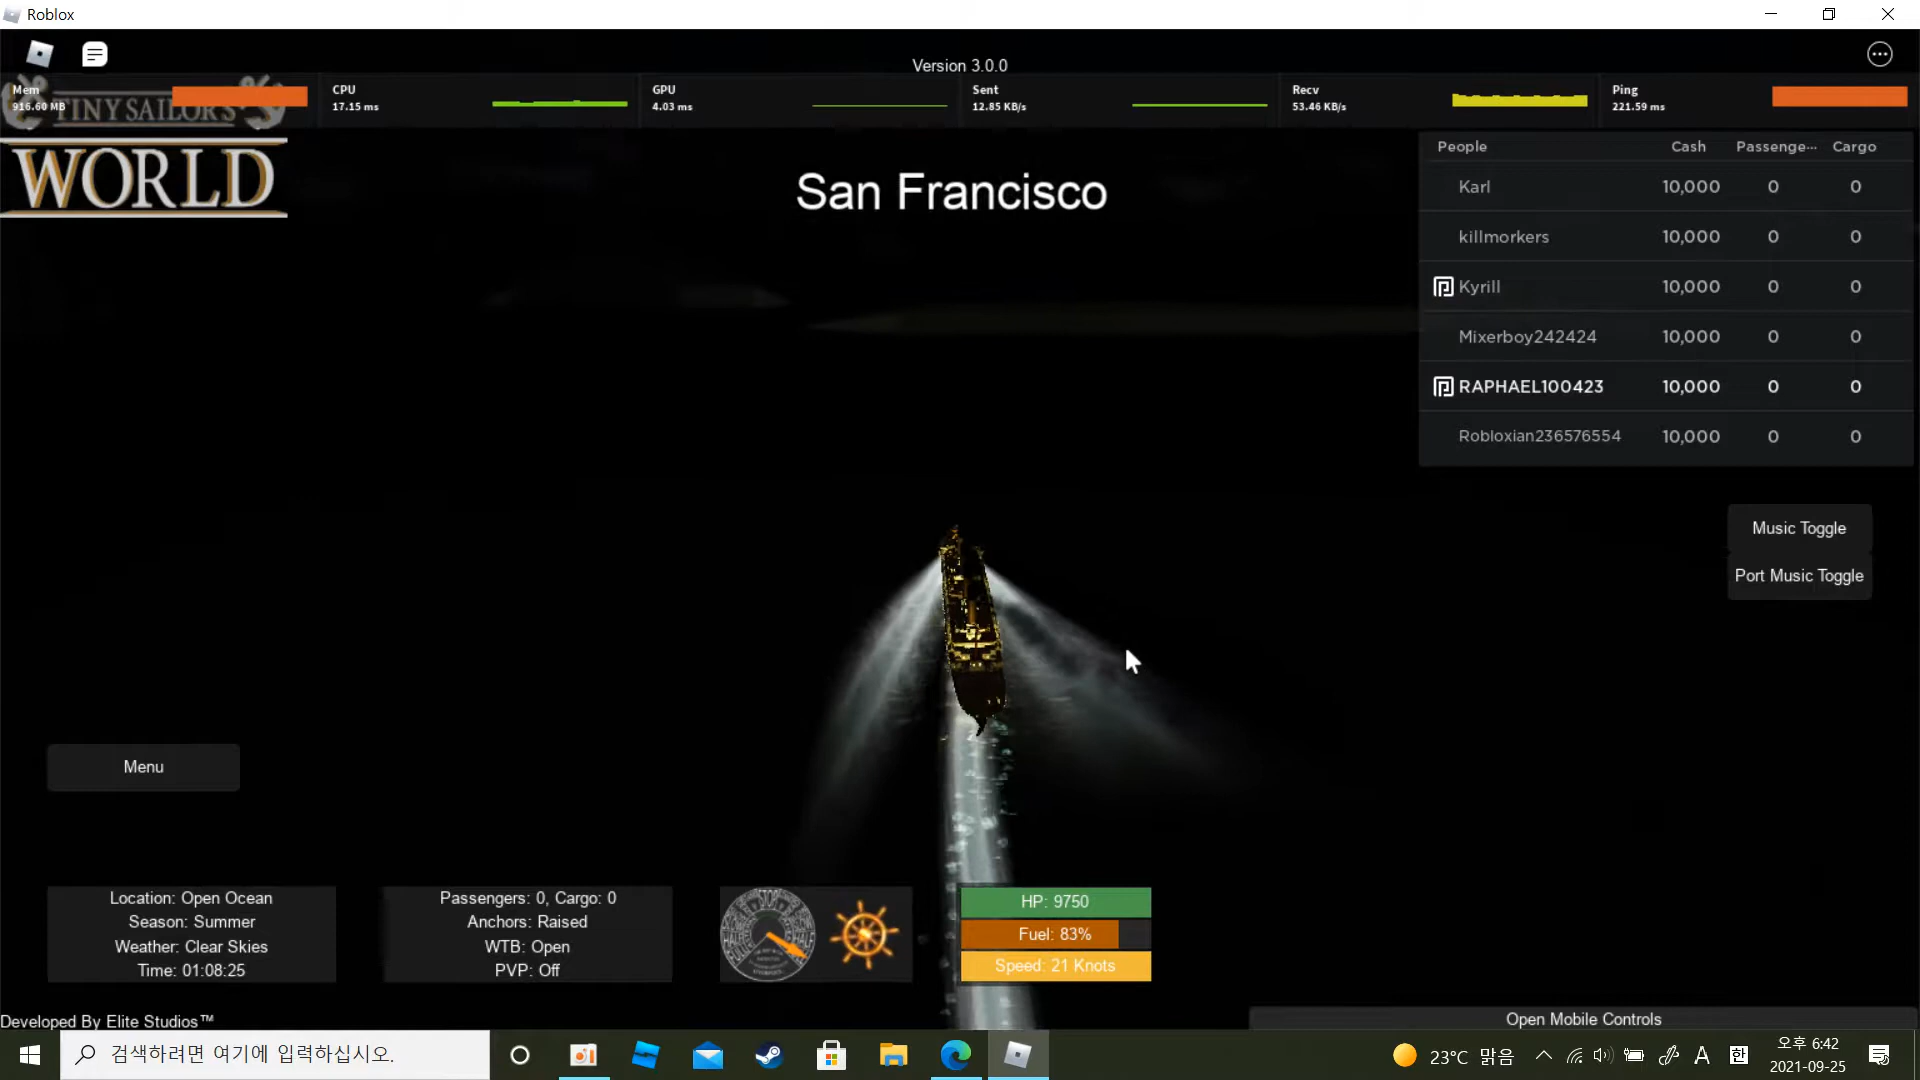 Roblox
Version 3.0.0
Mem
916.60 MB
CPU
17.15 ms
GPU
4.03 ms
Sent
12.85 KB/s
Recv
53.46 KB/s
Ping
221.59 ms
TINY SAILORS
WORLD
San Francisco
People Cash Passenge··· Cargo
Karl 10,000 0 0
killmorkers 10,000 0 0
Kyrill 10,000 0 0
Mixerboy242424 10,000 0 0
RAPHAEL100423 10,000 0 0
Robloxian236576554 10,000 0 0
Music Toggle
Port Music Toggle
Menu
Location: Open Ocean
Season: Summer
Weather: Clear Skies
Time: 01:08:25
Passengers: 0, Cargo: 0
Anchors: Raised
WTB: Open
PVP: Off
HP: 9750
Fuel: 83%
Speed: 21 Knots
Developed By Elite Studios™
Open Mobile Controls
검색하려면 여기에 입력하십시오.
23°C 맑음
A
한
오후 6:42
2021-09-25